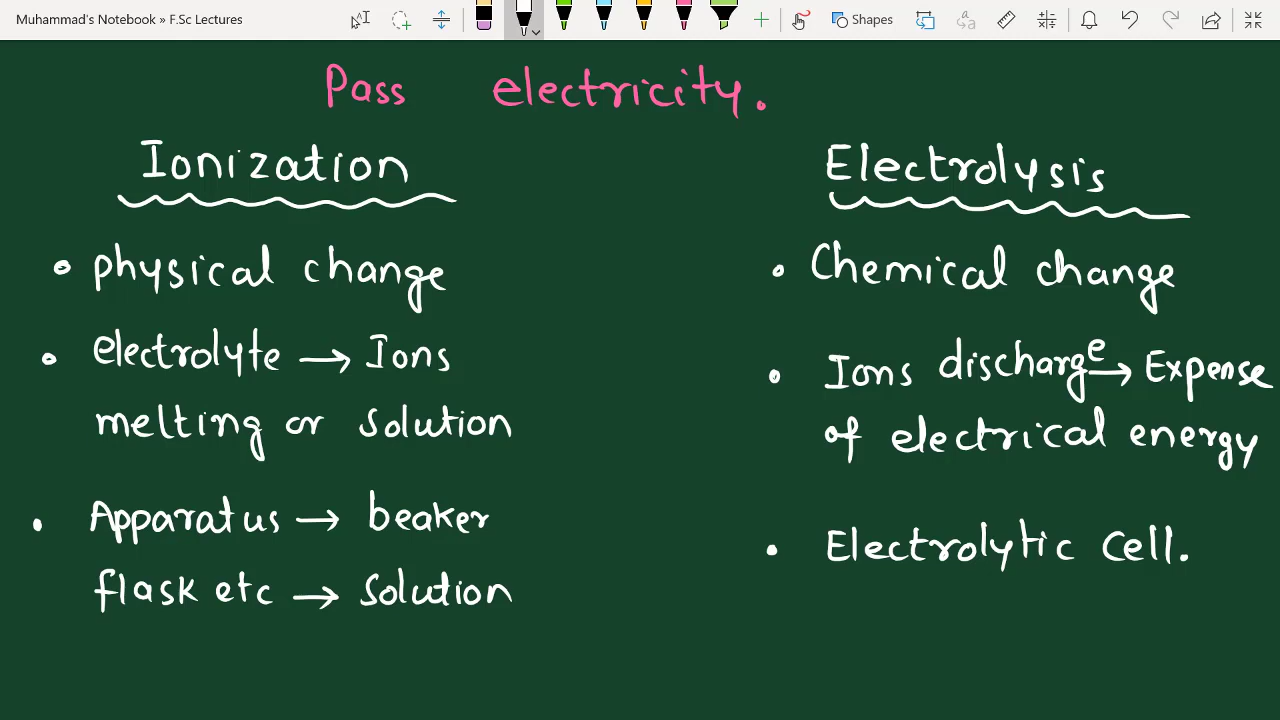 Muhammad's Notebook » F.Sc Lectures
Shapes
Pass electricity.
Ionization
• physical change
• electrolyte → Ions
melting or solution
• Apparatus → beaker
flask etc → solution
Electrolysis
• Chemical change
• Ions discharge → Expense
of electrical energy
• Electrolytic Cell.